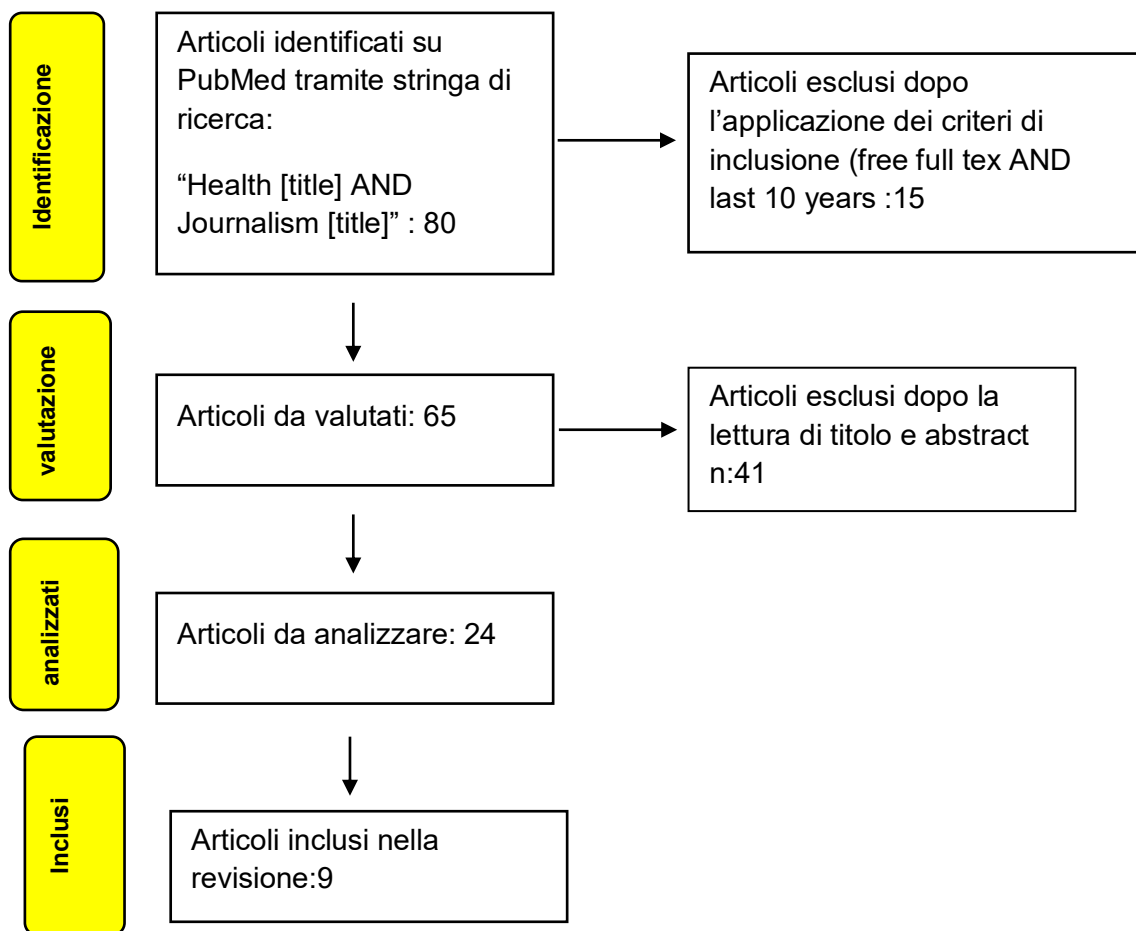 Identificazione
Articoli identificati su
PubMed tramite stringa di
ricerca:
“Health [title] AND
Journalism [title]” : 80
Articoli esclusi dopo
l’applicazione dei criteri di
inclusione (free full tex AND
last 10 years :15
valutazione
Articoli da valutati: 65
Articoli esclusi dopo la
lettura di titolo e abstract
n:41
analizzati
Articoli da analizzare: 24
Inclusi
Articoli inclusi nella
revisione:9